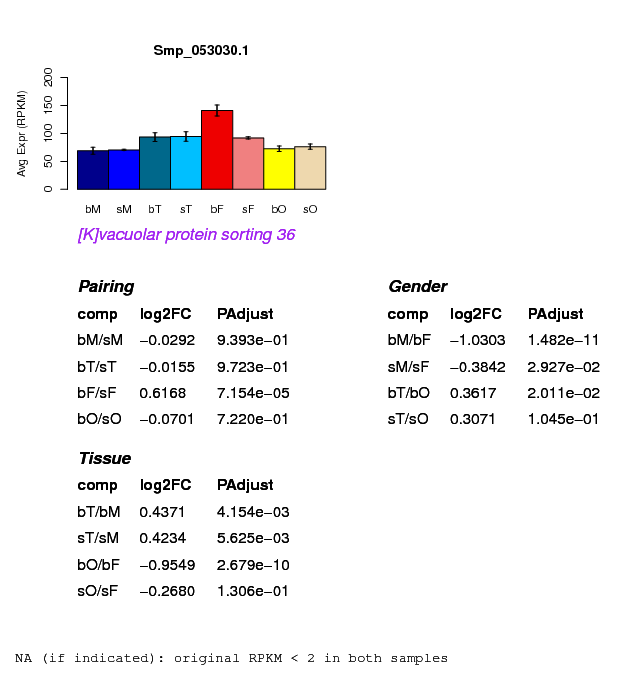 Smp_053030.1
Avg Expr (RPKM)
200
150
100
50
0
bM sM bT sT bF sF bO sO
[K]vacuolar protein sorting 36
Pairing
comp log2FC PAdjust
bM/sM −0.0292 9.393e−01
bT/sT −0.0155 9.723e−01
bF/sF 0.6168 7.154e−05
bO/sO −0.0701 7.220e−01
Gender
comp log2FC PAdjust
bM/bF −1.0303 1.482e−11
sM/sF −0.3842 2.927e−02
bT/bO 0.3617 2.011e−02
sT/sO 0.3071 1.045e−01
Tissue
comp log2FC PAdjust
bT/bM 0.4371 4.154e−03
sT/sM 0.4234 5.625e−03
bO/bF −0.9549 2.679e−10
sO/sF −0.2680 1.306e−01
NA (if indicated): original RPKM < 2 in both samples